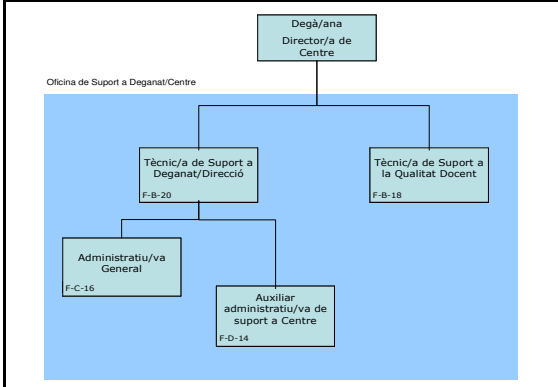 Degà/ana
Director/a de
Centre
Oficina de Suport a Deganat/Centre
Tècnic/a de Suport a
Deganat/Direcció
F-B-20
Tècnic/a de Suport a
la Qualitat Docent
F-B-18
Administratiu/va
General
F-C-16
Auxiliar
administratiu/va de
suport a Centre
F-D-14